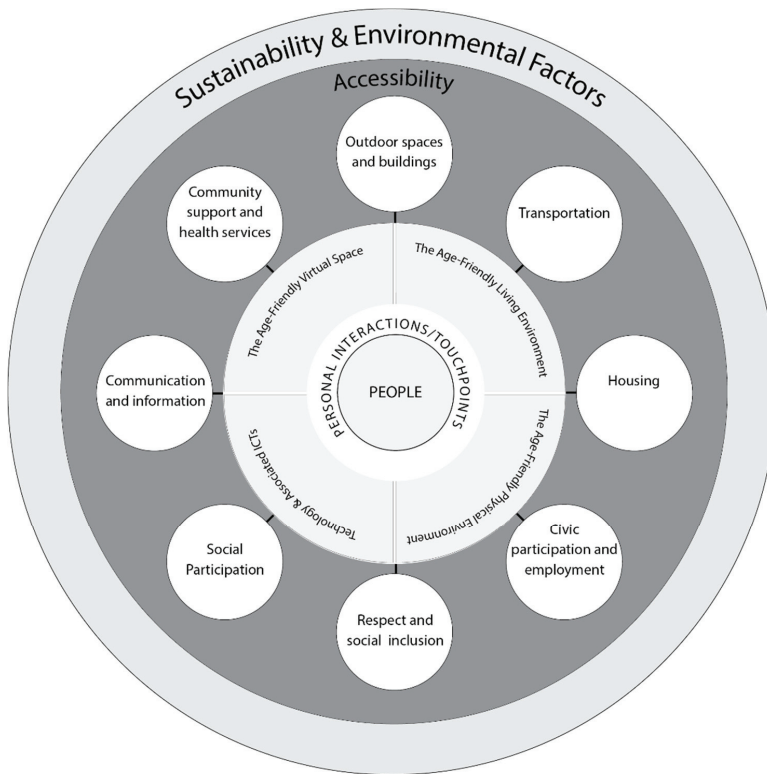 Sustainability & Environmental Factors
Accessibility
Outdoor spaces
and buildings
Transportation
Housing
Civic
participation and
employment
Respect and
social inclusion
Social
Participation
Communication
and information
Community
support and
health services
The Age-Friendly Virtual Space
The Age-Friendly Living Environment
The Age-Friendly Physical Environment
Technology & Associated ICTs
PERSONAL INTERACTIONS/TOUCHPOINTS
PEOPLE